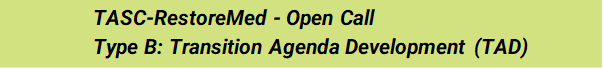 TASC-RestoreMed - Open Call
Type B: Transition Agenda Development (TAD)